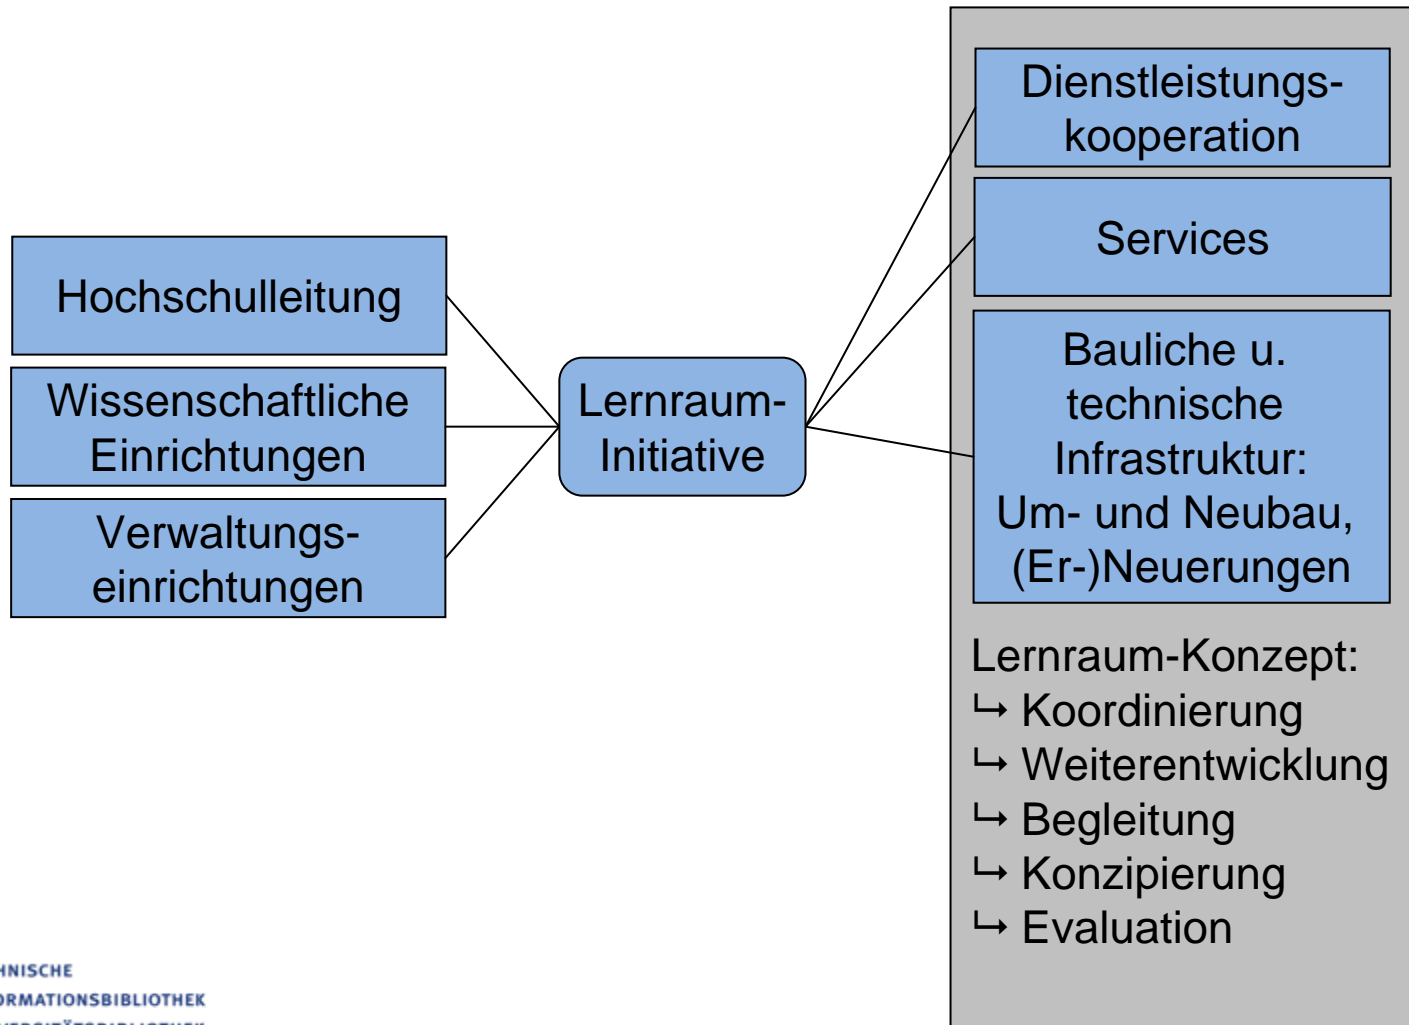 Hochschulleitung
Wissenschaftliche
Einrichtungen
Verwaltungs-
einrichtungen
Lernraum-
Initiative
Dienstleistungs-
kooperation
Services
Bauliche u.
technische
Infrastruktur:
Um- und Neubau,
(Er-)Neuerungen
Lernraum-Konzept:
↳ Koordinierung
↳ Weiterentwicklung
↳ Begleitung
↳ Konzipierung
↳ Evaluation
HNISCHE
ORMATIONSBIBLIOTHEK